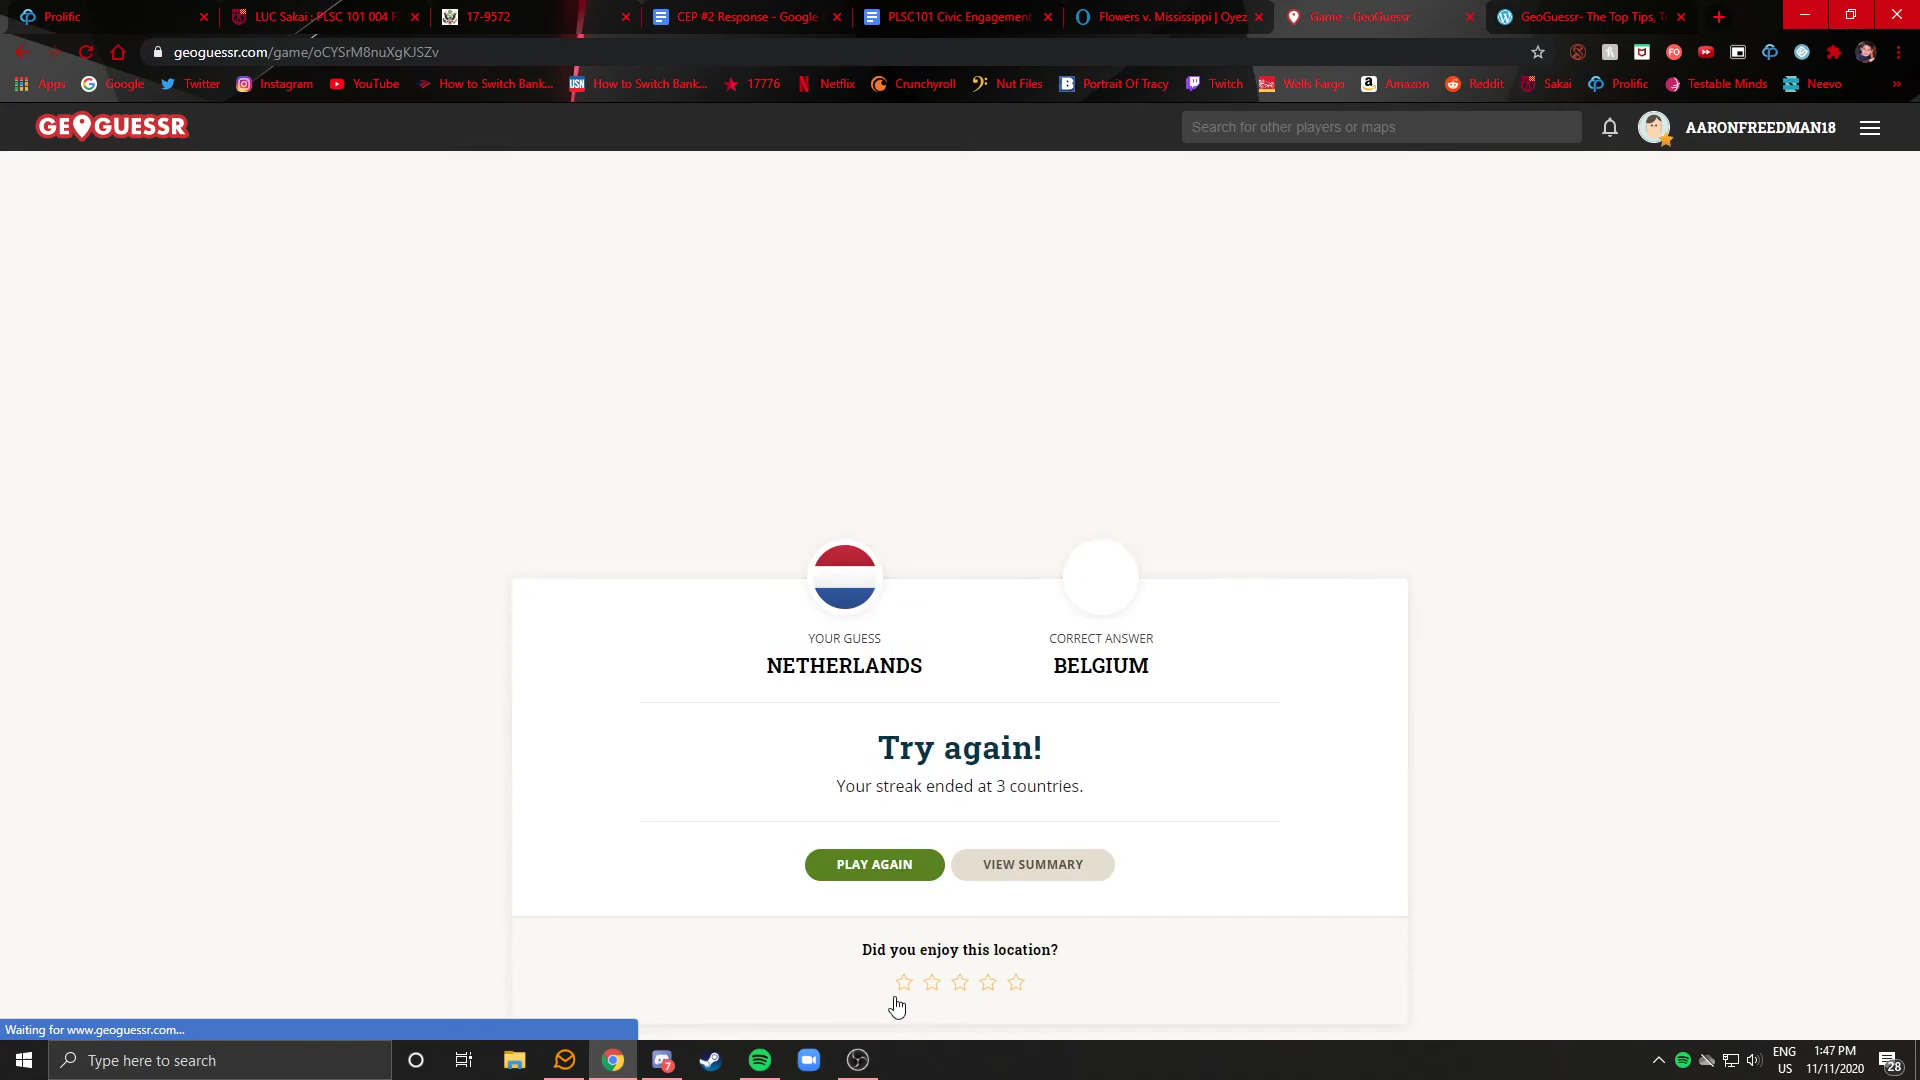 Prolific
LUC Sakai : PLSC 101 004 F
17-9572
CEP #2 Response - Google
PLSC101 Civic Engagement
Flowers v. Mississippi | Oyez
Game - GeoGuessr
GeoGuessr- The Top Tips, T
geoguessr.com/game/oCYSrM8nuXgKJSZv
Apps
Google
Twitter
Instagram
YouTube
How to Switch Bank...
USN
How to Switch Bank...
17776
Netflix
Crunchyroll
Nut Files
Portrait Of Tracy
Twitch
Wells Fargo
Amazon
Reddit
Sakai
Prolific
Testable Minds
Neevo
GEOGUESSR
Search for other players or maps
AARONFREEDMAN18
YOUR GUESS
NETHERLANDS
CORRECT ANSWER
BELGIUM
Try again!
Your streak ended at 3 countries.
PLAY AGAIN
VIEW SUMMARY
Did you enjoy this location?
Waiting for www.geoguessr.com...
Type here to search
7
ENG
US
1:47 PM
11/11/2020
28